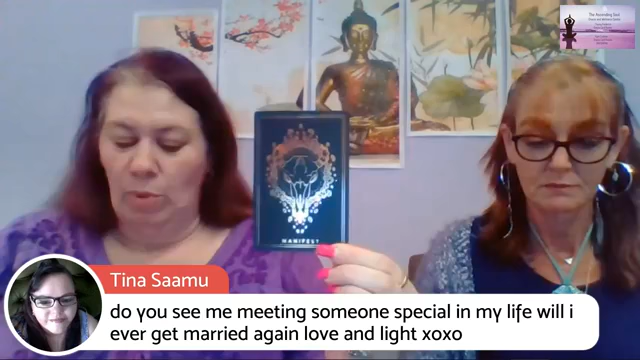 The Ascending Soul
MANIFEST
Tina Saamu
do you see me meeting someone special in my life will i
ever get married again love and light xoxo